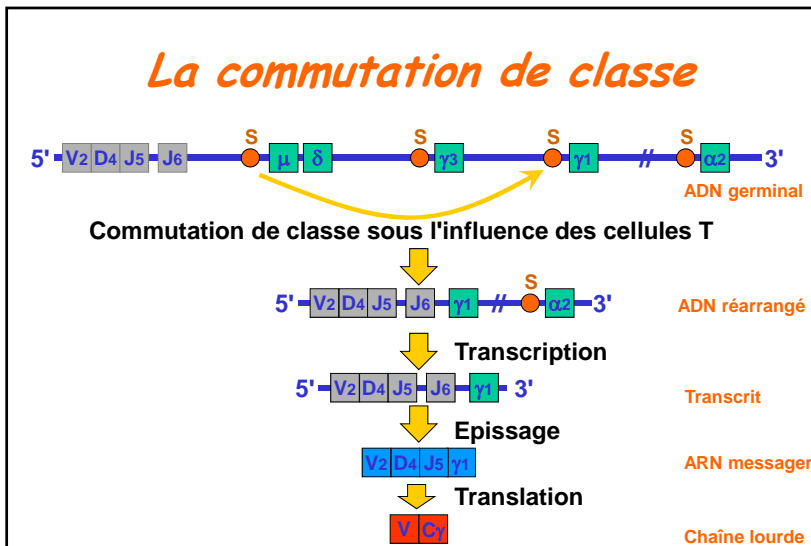 La commutation de classe
S S S S
5' V2 D4 J5 J6 μ δ γ3 γ1 // α2 3'
ADN germinal
Commutation de classe sous l'influence des cellules T
S
5' V2 D4 J5 J6 γ1 // α2 3'
ADN réarrangé
Transcription
5' V2 D4 J5 J6 γ1 3'
Transcrit
Epissage
V2 D4 J5 γ1
ARN messager
Translation
V Cγ
Chaîne lourde